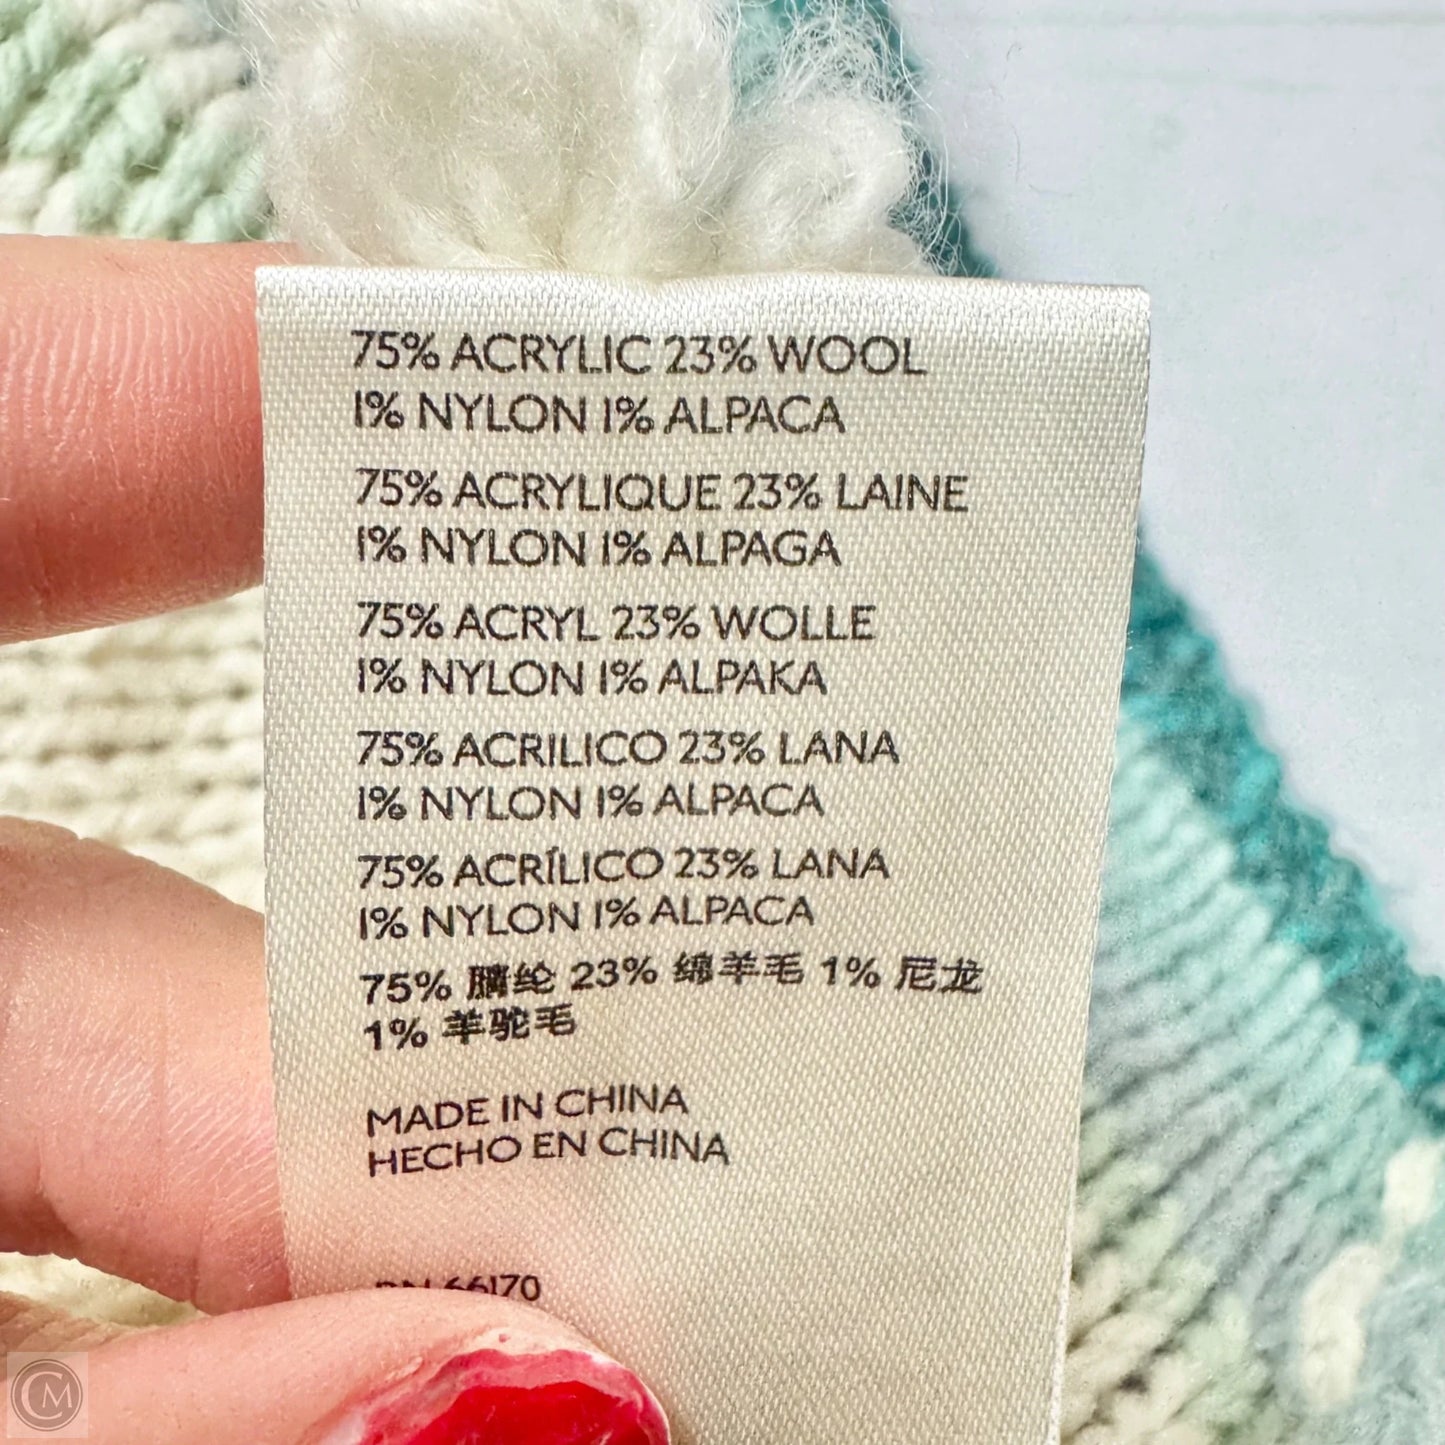 75% ACRYLIC 23% WOOL
1% NYLON 1% ALPACA
75% ACRYLIQUE 23% LAINE
1% NYLON 1% ALPAGA
75% ACRYL 23% WOLLE
1% NYLON 1% ALPAKA
75% ACRILICO 23% LANA
1% NYLON 1% ALPACA
75% ACRÍLICO 23% LANA
1% NYLON 1% ALPACA
75% 腈纶 23% 绵羊毛 1% 尼龙
1% 羊驼毛
MADE IN CHINA
HECHO EN CHINA
RN 66170
CM